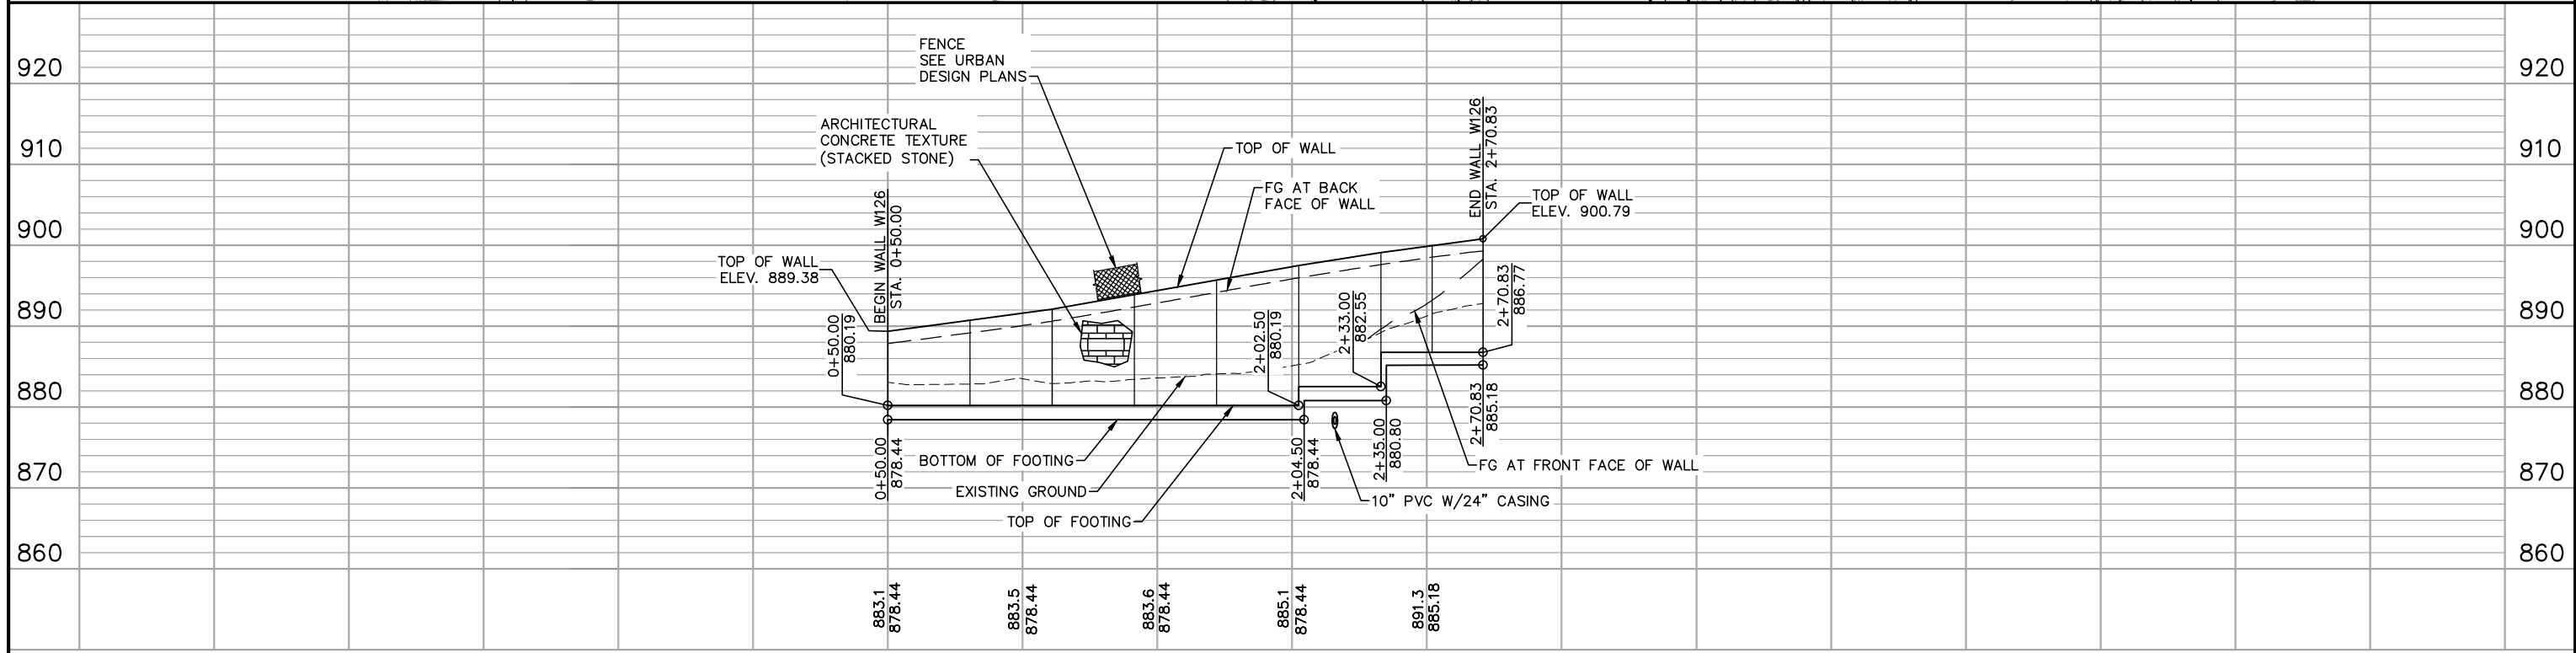 FENCE
SEE URBAN
DESIGN PLANS
920
920
ARCHITECTURAL
CONCRETE TEXTURE
(STACKED STONE)
910
910
TOP OF WALL
FG AT BACK
FACE OF WALL
END WALL W126
STA. 2+70.83
TOP OF WALL
ELEV. 900.79
900
900
BEGIN WALL W126
STA. 0+50.00
TOP OF WALL
ELEV. 889.38
890
890
0+50.00
880.19
2+02.50
880.19
2+33.00
882.55
2+70.83
886.77
880
880
2+70.83
885.18
0+50.00
878.44
2+04.50
878.44
2+35.00
880.80
BOTTOM OF FOOTING
FG AT FRONT FACE OF WALL
870
870
EXISTING GROUND
10" PVC W/24" CASING
TOP OF FOOTING
860
860
883.1
878.44
883.5
878.44
883.6
878.44
885.1
878.44
891.3
885.18